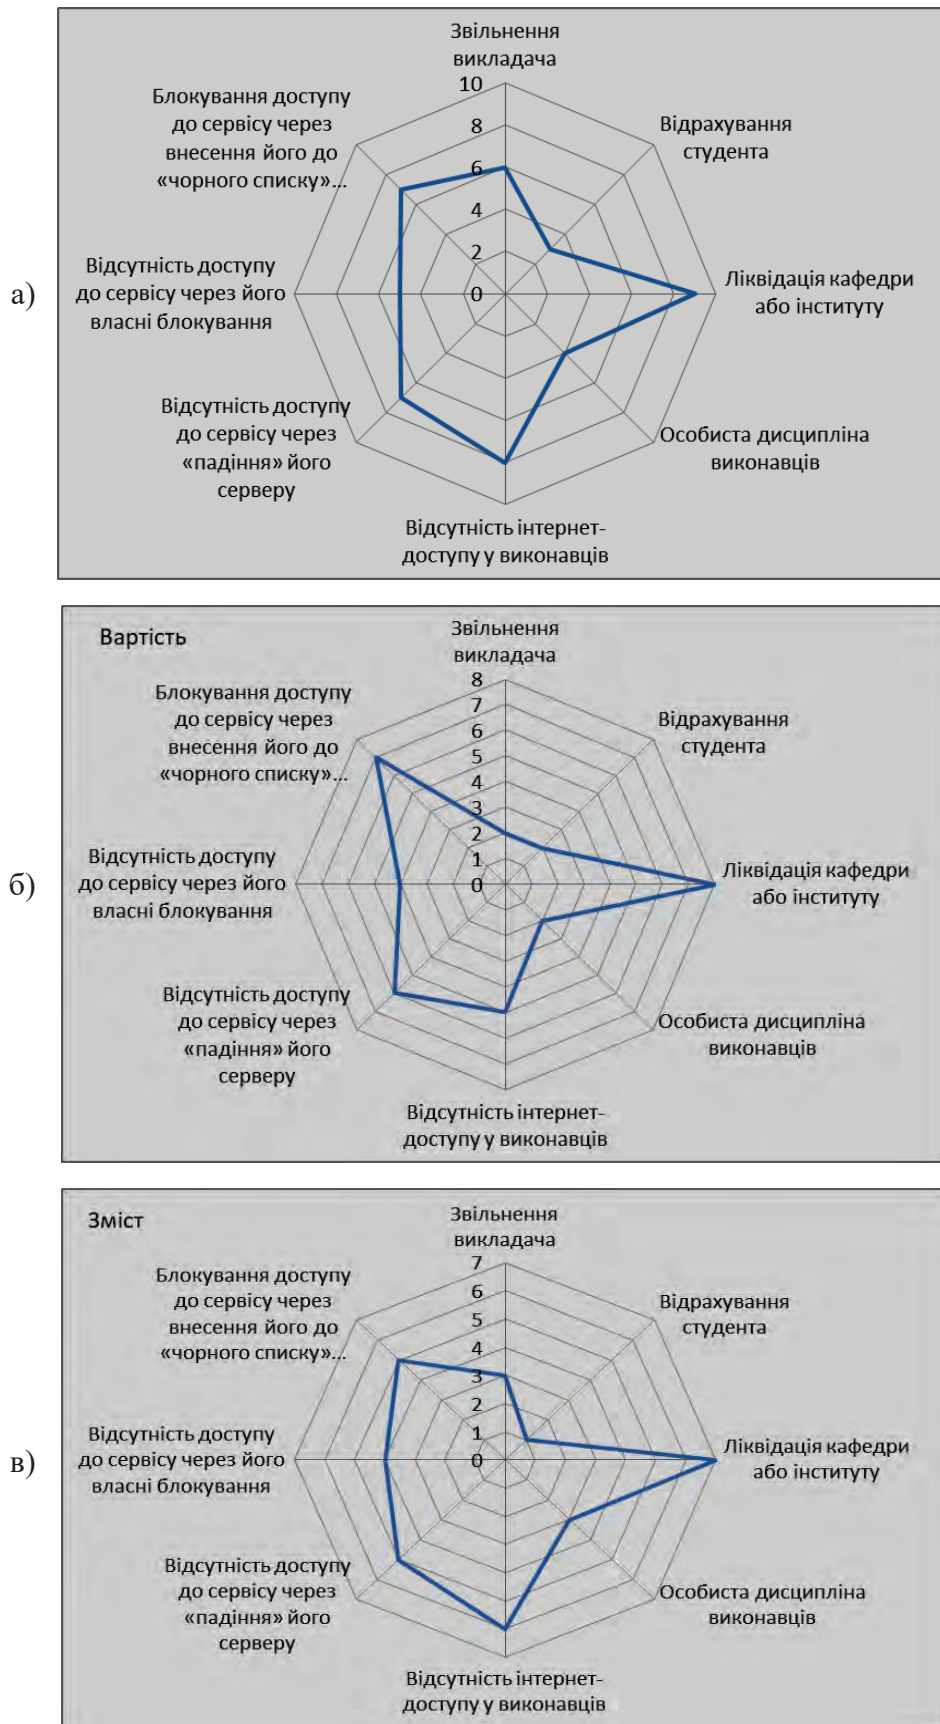 а)
Звільнення
викладача
Відрахування
студента
Ліквідація кафедри
або інституту
Особиста дисципліна
виконавців
Відсутність інтернет-
доступу у виконавців
Відсутність доступу
до сервісу через
«падіння» його
серверу
Відсутність доступу
до сервісу через його
власні блокування
Блокування доступу
до сервісу через
внесення його до
«чорного списку»...
10
8
6
4
2
0
б)
Вартість
Звільнення
викладача
Відрахування
студента
Ліквідація кафедри
або інституту
Особиста дисципліна
виконавців
Відсутність інтернет-
доступу у виконавців
Відсутність доступу
до сервісу через
«падіння» його
серверу
Відсутність доступу
до сервісу через його
власні блокування
Блокування доступу
до сервісу через
внесення його до
«чорного списку»...
8
7
6
5
4
3
2
1
0
в)
Зміст
Звільнення
викладача
Відрахування
студента
Ліквідація кафедри
або інституту
Особиста дисципліна
виконавців
Відсутність інтернет-
доступу у виконавців
Відсутність доступу
до сервісу через
«падіння» його
серверу
Відсутність доступу
до сервісу через його
власні блокування
Блокування доступу
до сервісу через
внесення його до
«чорного списку»...
7
6
5
4
3
2
1
0